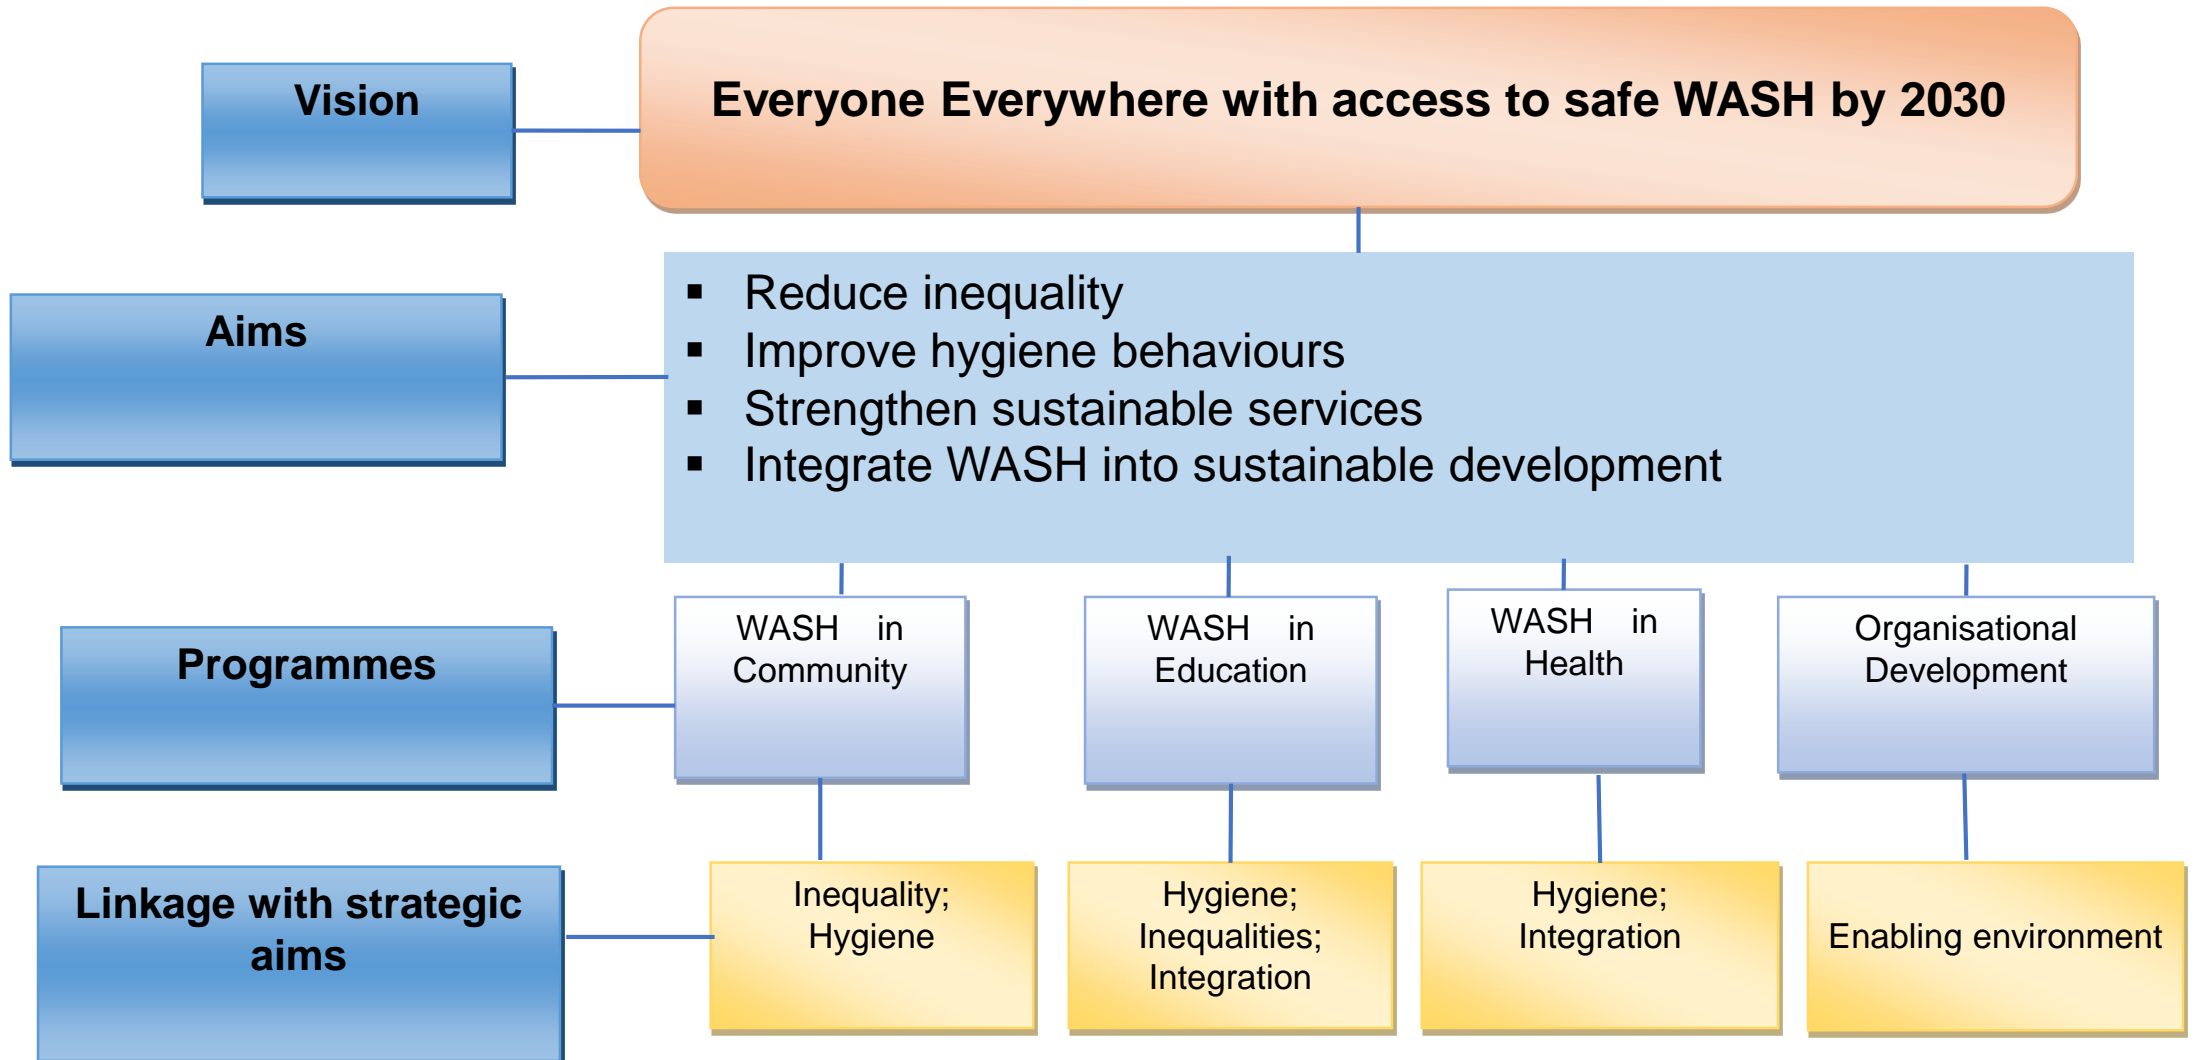 Vision
Everyone Everywhere with access to safe WASH by 2030
Aims
▪ Reduce inequality
▪ Improve hygiene behaviours
▪ Strengthen sustainable services
▪ Integrate WASH into sustainable development
Programmes
WASH in
Community
WASH in
Education
WASH in
Health
Organisational
Development
Linkage with strategic
aims
Inequality;
Hygiene
Hygiene;
Inequalities;
Integration
Hygiene;
Integration
Enabling environment